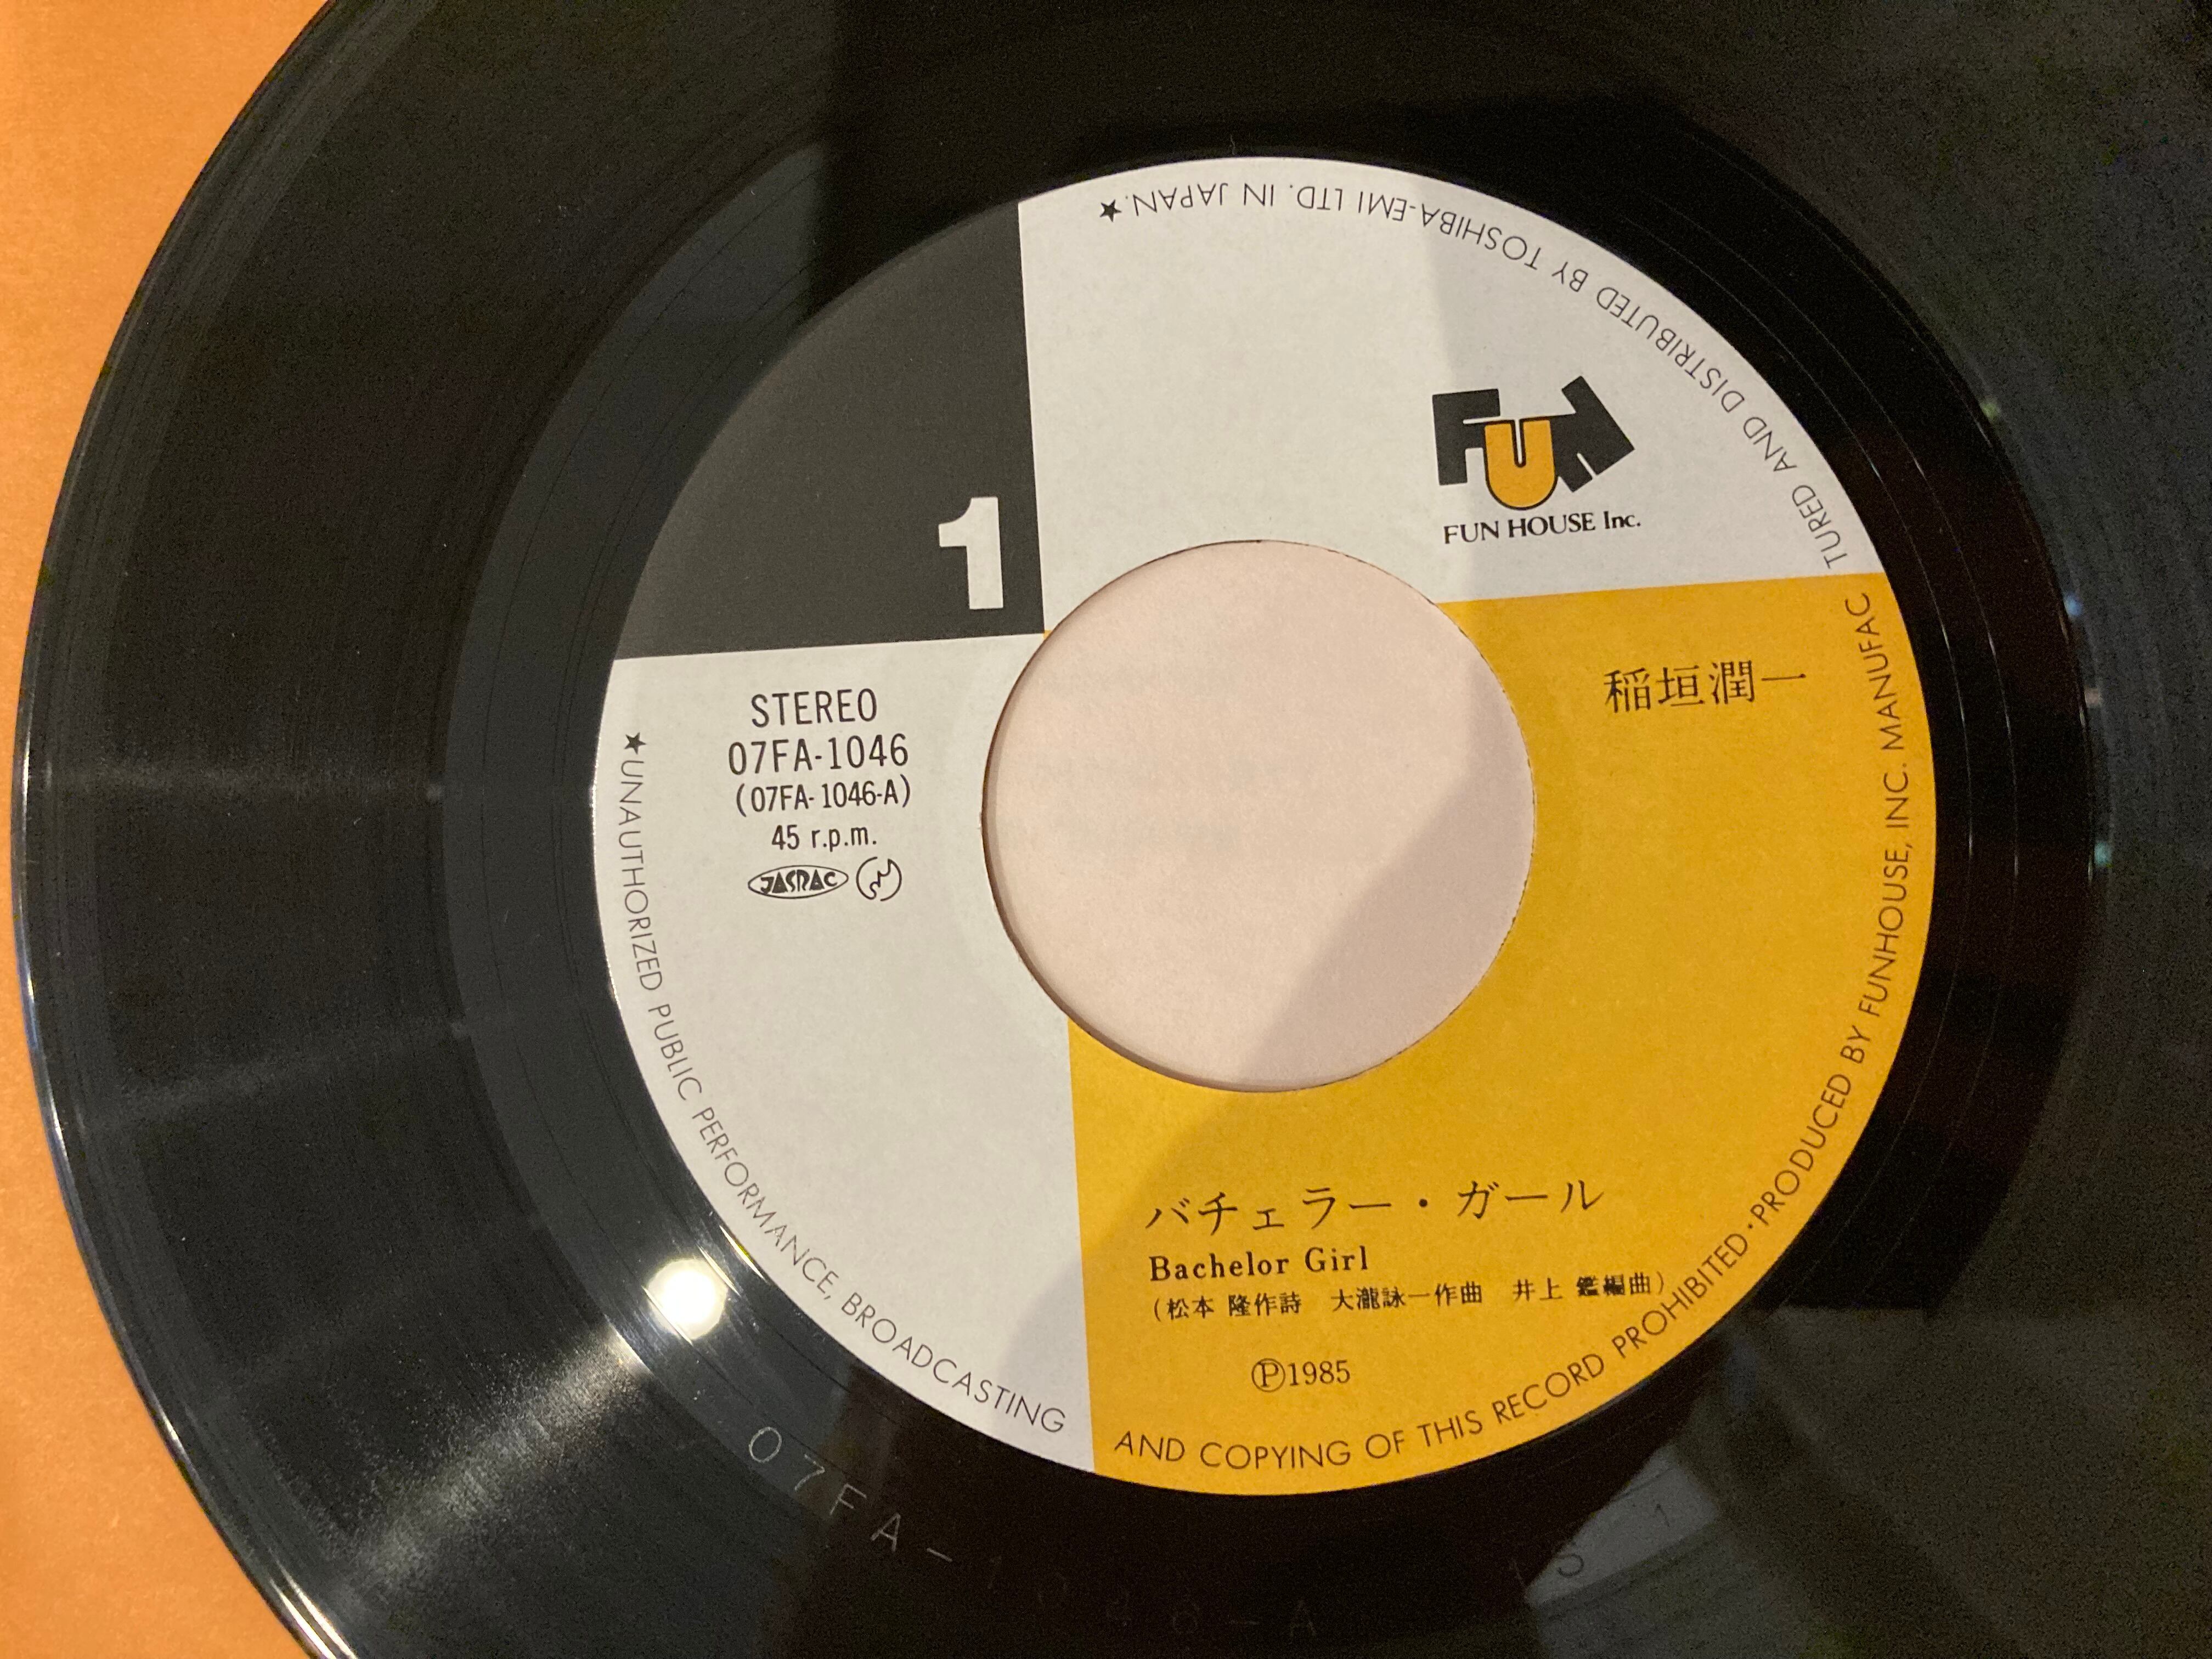 1
FUN
FUN HOUSE Inc.
稲垣潤一
STEREO
07FA-1046
(07FA-1046-A)
45 r.p.m.
JASRAC
バチェラー・ガール
Bachelor Girl
(松本 隆作詩 大瀧詠一作曲 井上 鑑編曲)
Ⓟ1985
★UNAUTHORIZED PUBLIC PERFORMANCE, BROADCASTING AND COPYING OF THIS RECORD PROHIBITED・PRODUCED BY FUNHOUSE, INC. MANUFACTURED AND DISTRIBUTED BY TOSHIBA-EMI LTD. IN JAPAN.★
07FA-1046-A